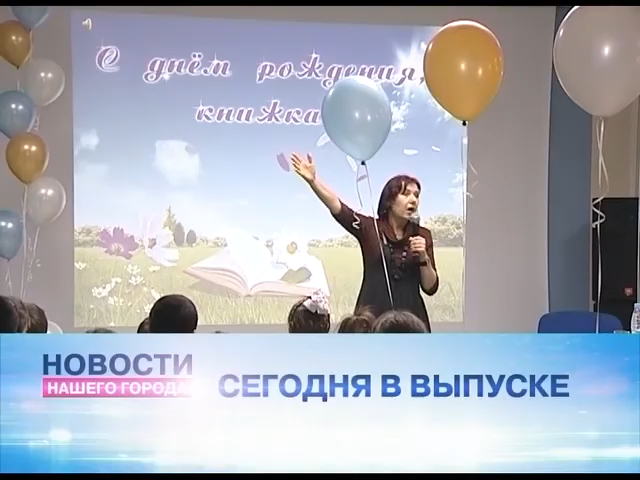 С днём рождения,
книжка
НОВОСТИ
НАШЕГО ГОРОДА
СЕГОДНЯ В ВЫПУСКЕ